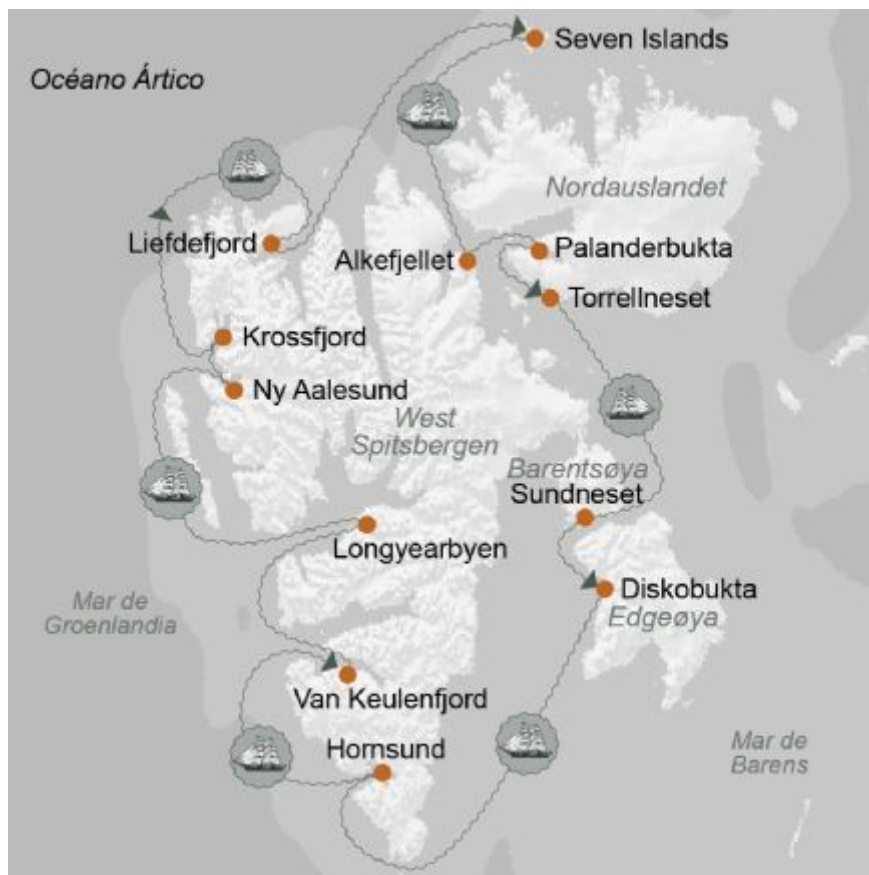 Seven Islands
Océano Ártico
Nordauslandet
Liefdefjord
Alkefjellet
Palanderbukta
Torrellneset
Krossfjord
Ny Aalesund
West
Spitsbergen
Barentsøya
Sundneset
Longyearbyen
Diskobukta
Edgeøya
Mar de
Groenlandia
Van Keulenfjord
Hornsund
Mar de
Barens